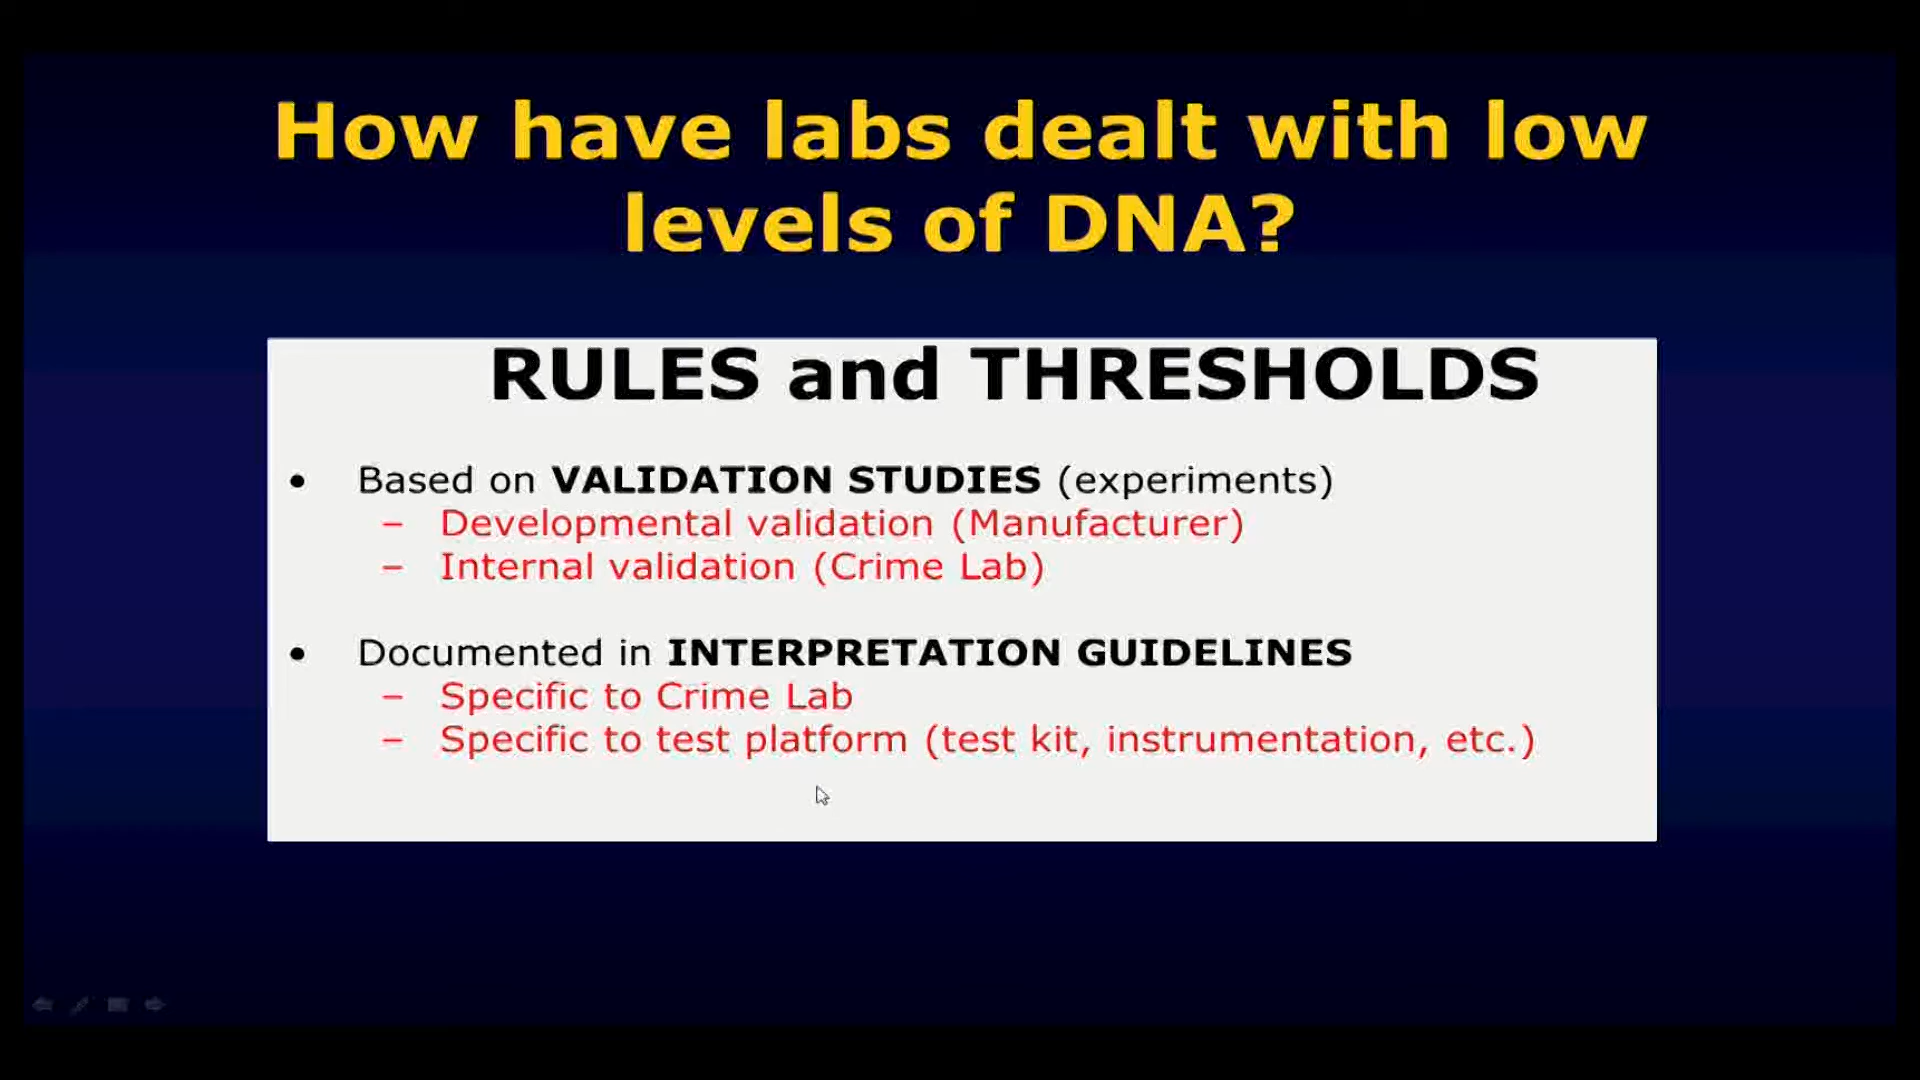 How have labs dealt with low
levels of DNA?
RULES and THRESHOLDS
• Based on VALIDATION STUDIES (experiments)
– Developmental validation (Manufacturer)
– Internal validation (Crime Lab)
• Documented in INTERPRETATION GUIDELINES
– Specific to Crime Lab
– Specific to test platform (test kit, instrumentation, etc.)